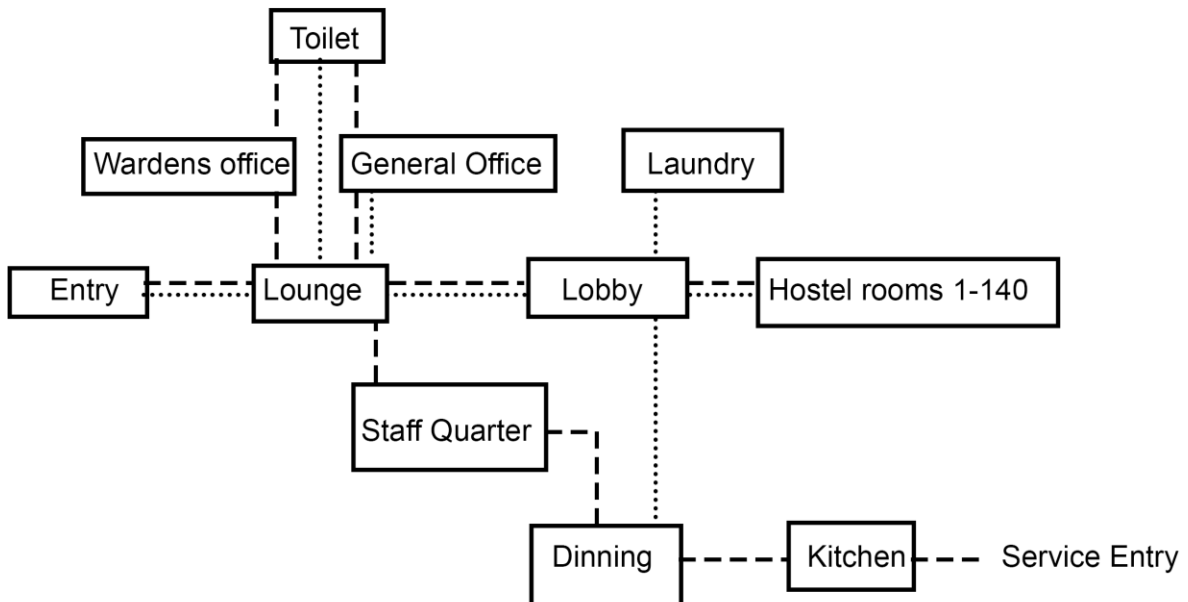 Toilet
Wardens office
General Office
Laundry
Entry
Lounge
Lobby
Hostel rooms 1-140
Staff Quarter
Dinning
Kitchen
Service Entry